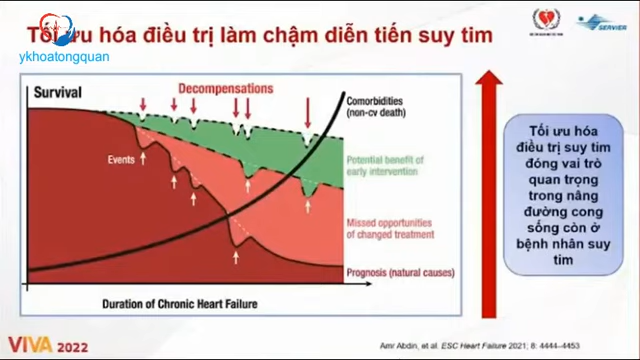 Tối ưu hóa điều trị làm chậm diễn tiến suy tim
ykhoatongquan
SERVIER
Survival
Decompensations
Comorbidities
(non-cv death)
Events
Potential benefit of
early intervention
Missed opportunities
of changed treatment
Prognosis (natural causes)
Duration of Chronic Heart Failure
Tối ưu hóa
điều trị suy tim
đóng vai trò
quan trọng
trong nâng
đường cong
sống còn ở
bệnh nhân suy
tim
VIVA 2022
Amr Abdin, et al. ESC Heart Failure 2021; 8: 4444–4453